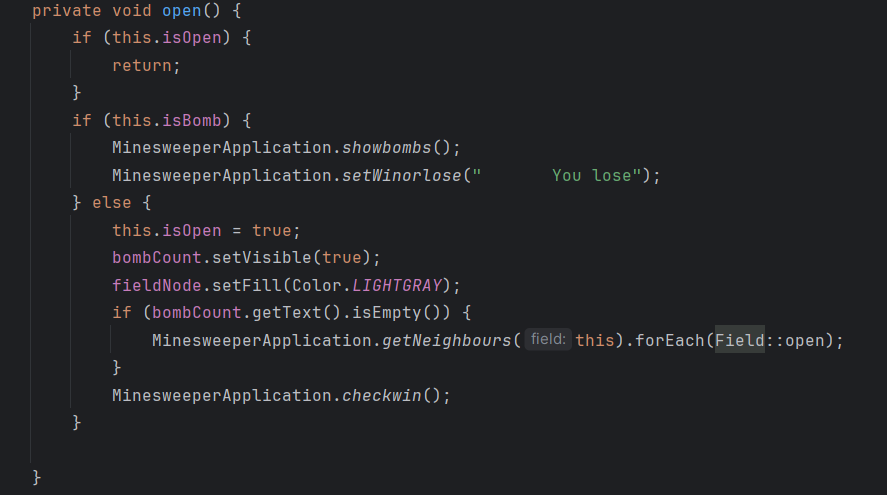 private void open() {
    if (this.isOpen) {
        return;
    }
    if (this.isBomb) {
        MinesweeperApplication.showbombs();
        MinesweeperApplication.setWinorlose("       You lose");
    } else {
        this.isOpen = true;
        bombCount.setVisible(true);
        fieldNode.setFill(Color.LIGHTGRAY);
        if (bombCount.getText().isEmpty()) {
            MinesweeperApplication.getNeighbours( field: this).forEach(Field::open);
        }
        MinesweeperApplication.checkwin();
    }
}